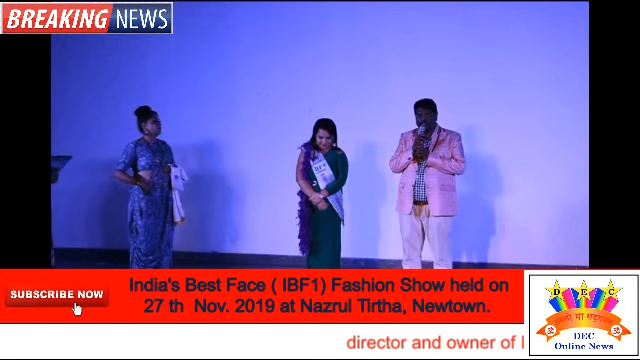 BREAKING NEWS
India's Best Face ( IBF1) Fashion Show held on
27 th Nov. 2019 at Nazrul Tirtha, Newtown.
SUBSCRIBE NOW
director and owner of
D E C
DEC
Online News